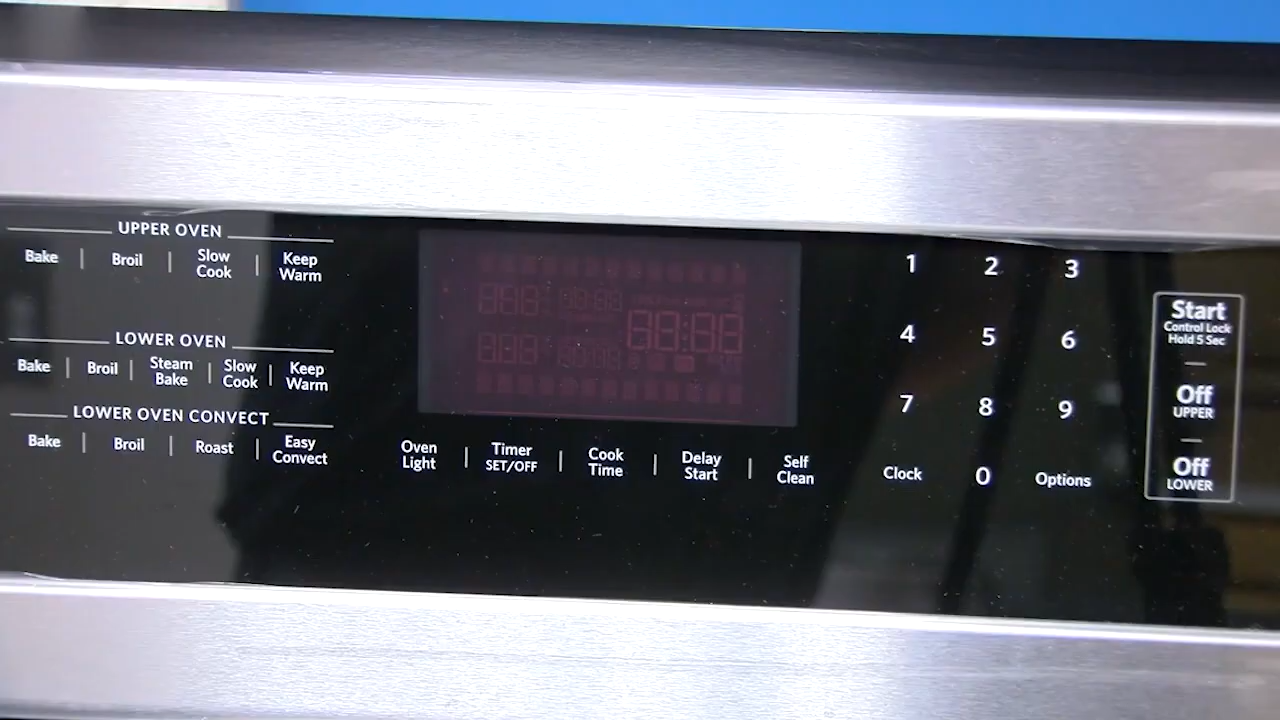 UPPER OVEN
Bake | Broil | Slow Cook | Keep Warm
LOWER OVEN
Bake | Broil | Steam Bake | Slow Cook | Keep Warm
LOWER OVEN CONVECT
Bake | Broil | Roast | Easy Convect
88:88
Oven Light | Timer SET/OFF | Cook Time | Delay Start | Self Clean
1 2 3
4 5 6
7 8 9
Clock 0 Options
Start
Control Lock
Hold 5 Sec
Off
UPPER
Off
LOWER